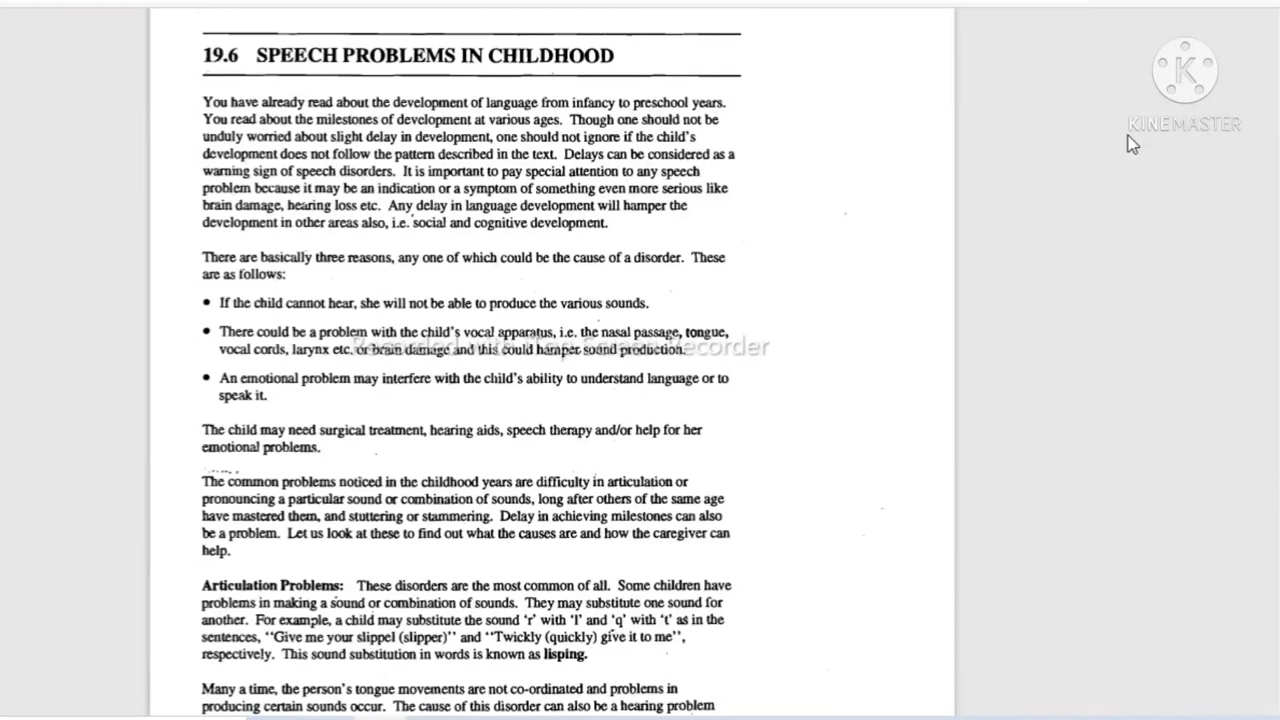 19.6 SPEECH PROBLEMS IN CHILDHOOD
You have already read about the development of language from infancy to preschool years.
You read about the milestones of development at various ages. Though one should not be
unduly worried about slight delay in development, one should not ignore if the child's
development does not follow the pattern described in the text. Delays can be considered as a
warning sign of speech disorders. It is important to pay special attention to any speech
problem because it may be an indication or a symptom of something even more serious like
brain damage, hearing loss etc. Any delay in language development will hamper the
development in other areas also, i.e. social and cognitive development.
There are basically three reasons, any one of which could be the cause of a disorder. These
are as follows:
• If the child cannot hear, she will not be able to produce the various sounds.
• There could be a problem with the child's vocal apparatus, i.e. the nasal passage, tongue,
vocal cords, larynx etc. or brain damage and this could hamper sound production.
Recorded with Top Screen Recorder
• An emotional problem may interfere with the child's ability to understand language or to
speak it.
The child may need surgical treatment, hearing aids, speech therapy and/or help for her
emotional problems.
The common problems noticed in the childhood years are difficulty in articulation or
pronouncing a particular sound or combination of sounds, long after others of the same age
have mastered them, and stuttering or stammering. Delay in achieving milestones can also
be a problem. Let us look at these to find out what the causes are and how the caregiver can
help.
Articulation Problems: These disorders are the most common of all. Some children have
problems in making a sound or combination of sounds. They may substitute one sound for
another. For example, a child may substitute the sound 'r' with 'l' and 'q' with 't' as in the
sentences, "Give me your slippel (slipper)" and "Twickly (quickly) give it to me",
respectively. This sound substitution in words is known as lisping.
Many a time, the person's tongue movements are not co-ordinated and problems in
producing certain sounds occur. The cause of this disorder can also be a hearing problem
K
KINEMASTER